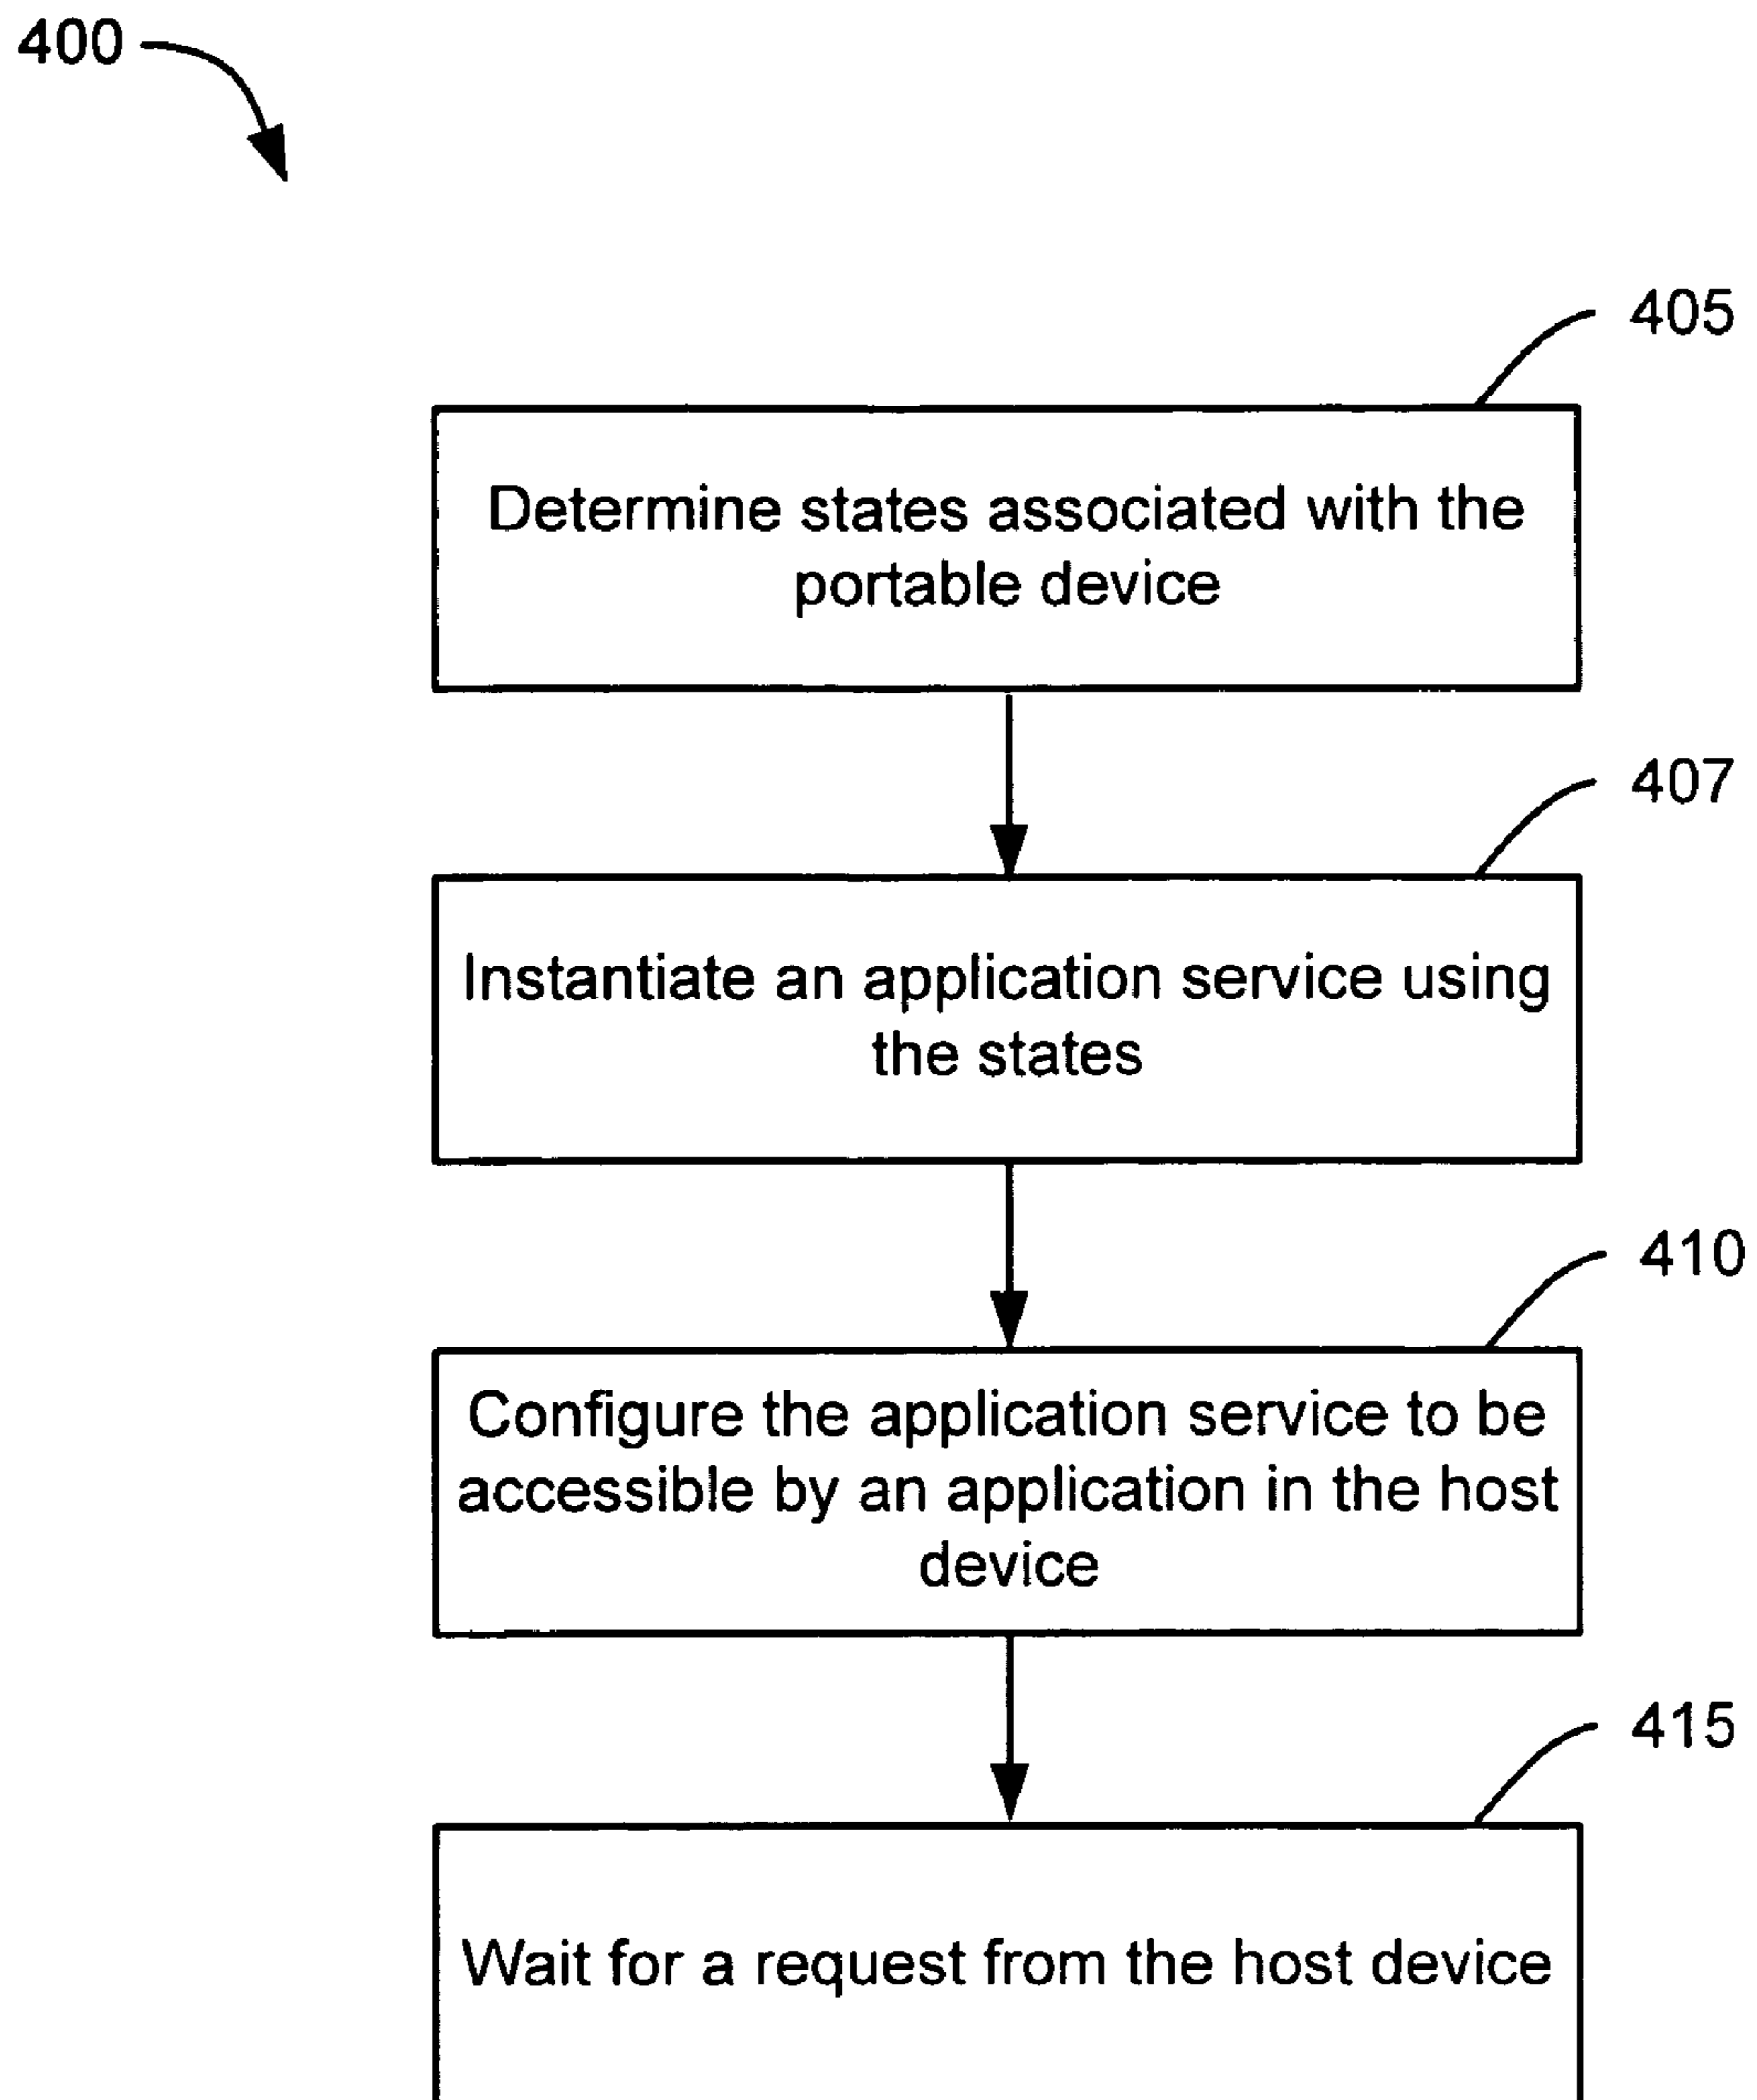 400
405
Determine states associated with the
portable device
407
Instantiate an application service using
the states
410
Configure the application service to be
accessible by an application in the host
device
415
Wait for a request from the host device